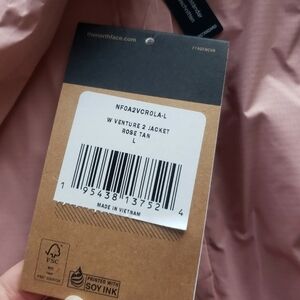 thenorthface.com
NF0A2VCR0LA-L
W VENTURE 2 JACKET
ROSE TAN
L
1 95438 13752 4
MADE IN VIETNAM
FSC
PRINTED WITH
SOY INK